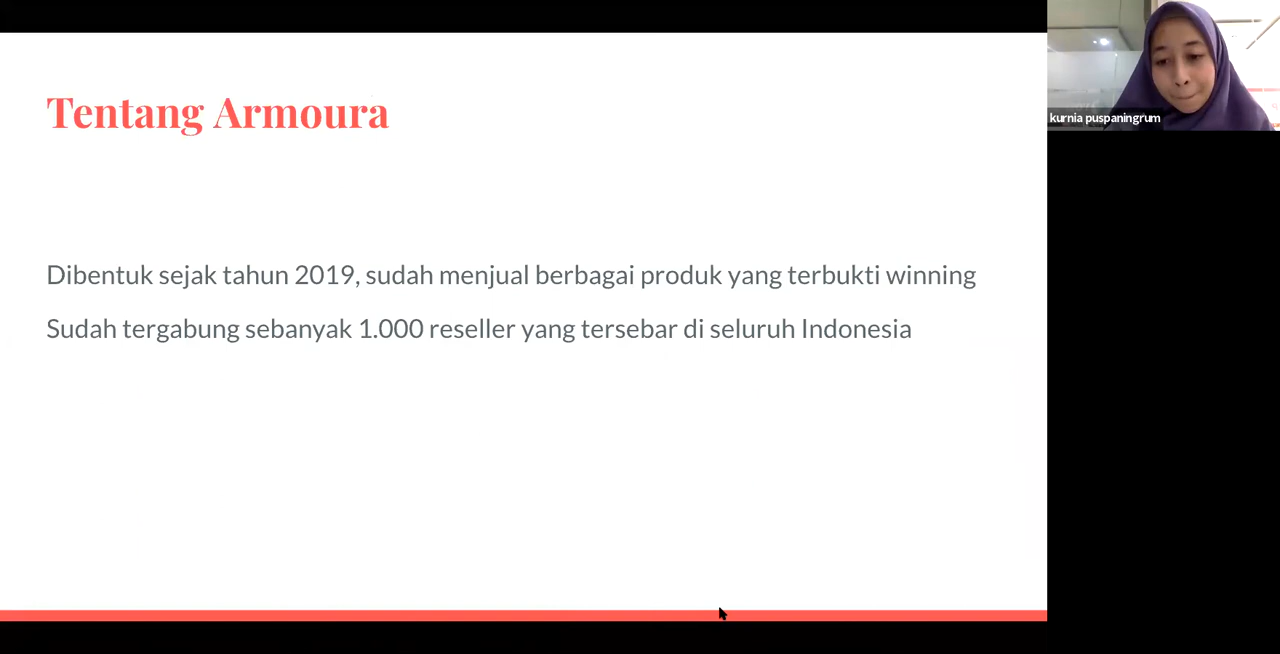 Tentang Armoura
Dibentuk sejak tahun 2019, sudah menjual berbagai produk yang terbukti winning
Sudah tergabung sebanyak 1.000 reseller yang tersebar di seluruh Indonesia
kurnia puspaningrum